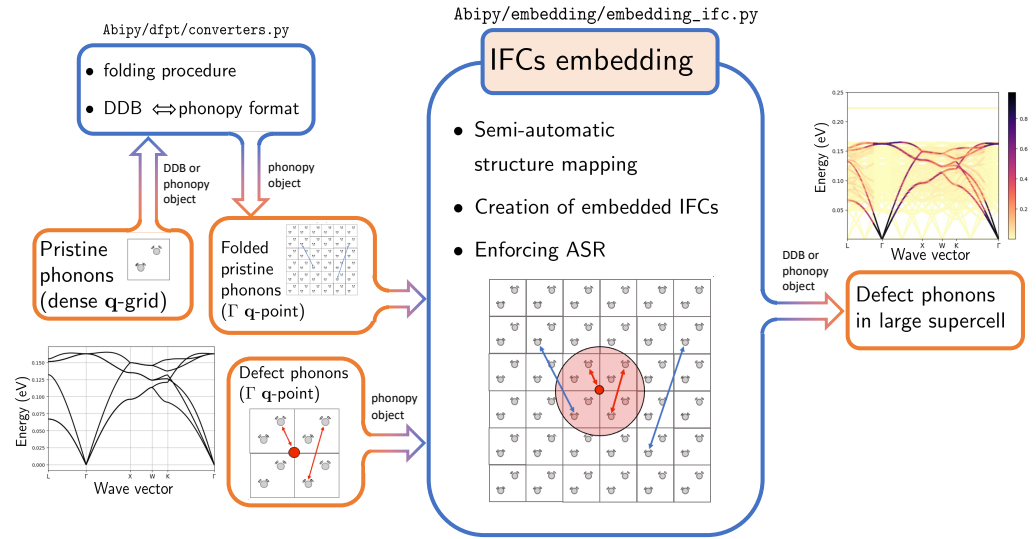 Abipy/dfpt/converters.py
• folding procedure
• DDB ⇔ phonopy format
DDB or
phonopy
object
phonopy
object
Pristine
phonons
(dense q-grid)
Folded
pristine
phonons
(Γ q-point)
Energy (eV)
0.150
0.125
0.100
0.075
0.050
0.025
0.000
L Γ X W K Γ
Wave vector
Defect phonons
(Γ q-point)
phonopy
object
Abipy/embedding/embedding_ifc.py
IFCs embedding
• Semi-automatic
structure mapping
• Creation of embedded IFCs
• Enforcing ASR
DDB or
phonopy
object
Energy (eV)
0.25
0.20
0.15
0.10
0.05
L Γ X W K Γ
Wave vector
0.8
0.6
0.4
0.2
Defect phonons
in large supercell